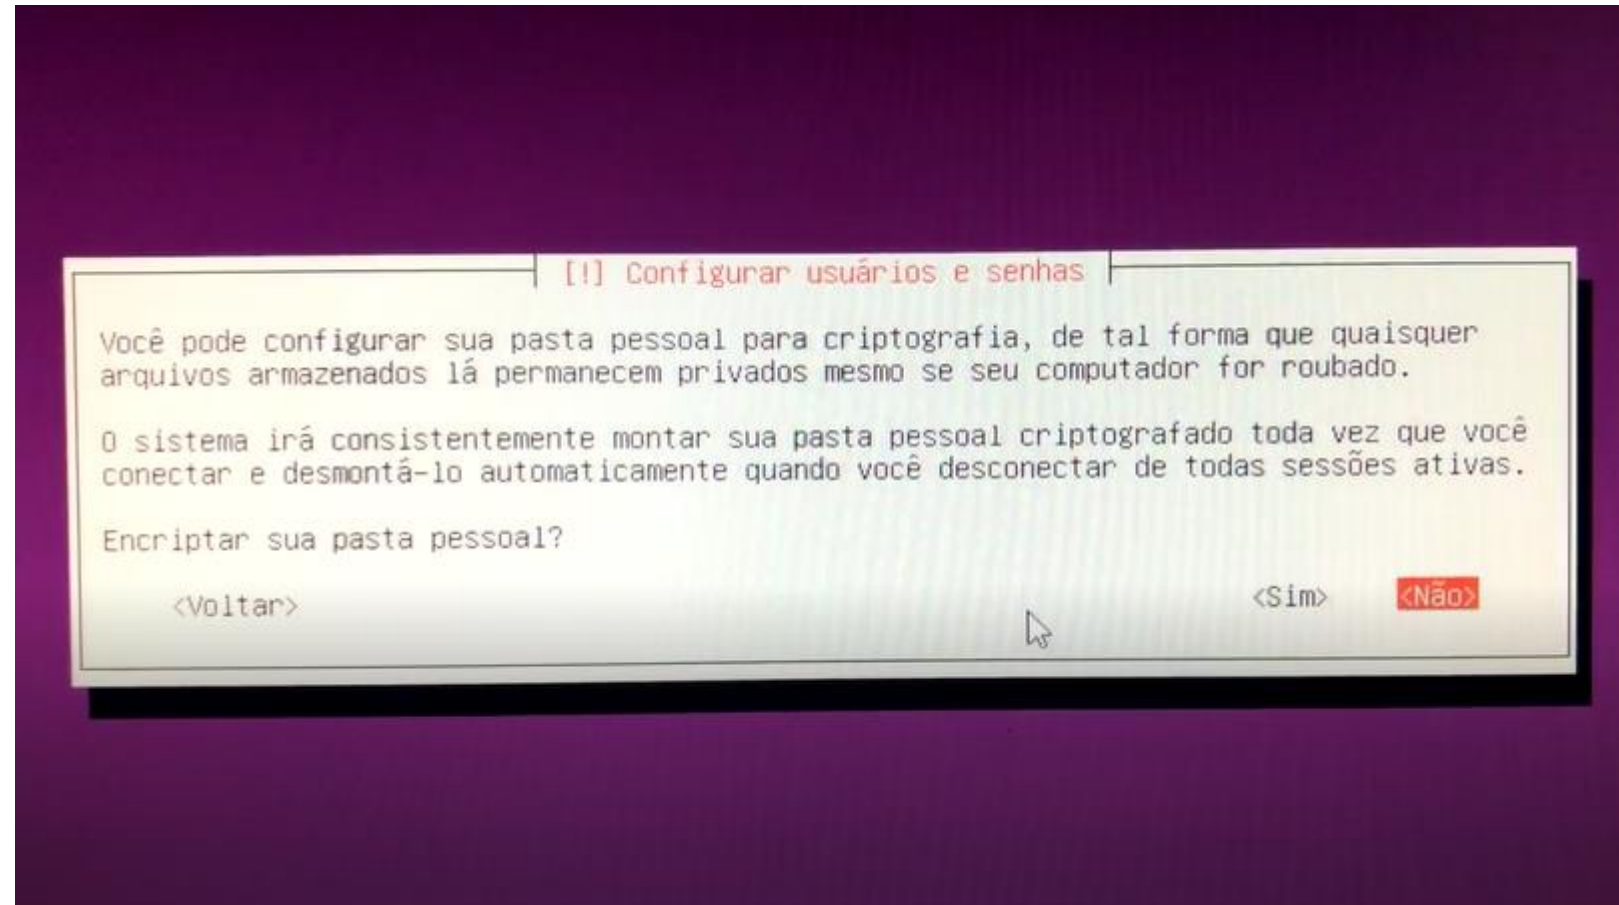 [!] Configurar usuários e senhas
Você pode configurar sua pasta pessoal para criptografia, de tal forma que quaisquer
arquivos armazenados lá permanecem privados mesmo se seu computador for roubado.
O sistema irá consistentemente montar sua pasta pessoal criptografado toda vez que você
conectar e desmontá-lo automaticamente quando você desconectar de todas sessões ativas.
Encriptar sua pasta pessoal?
<Voltar> <Sim> <Não>